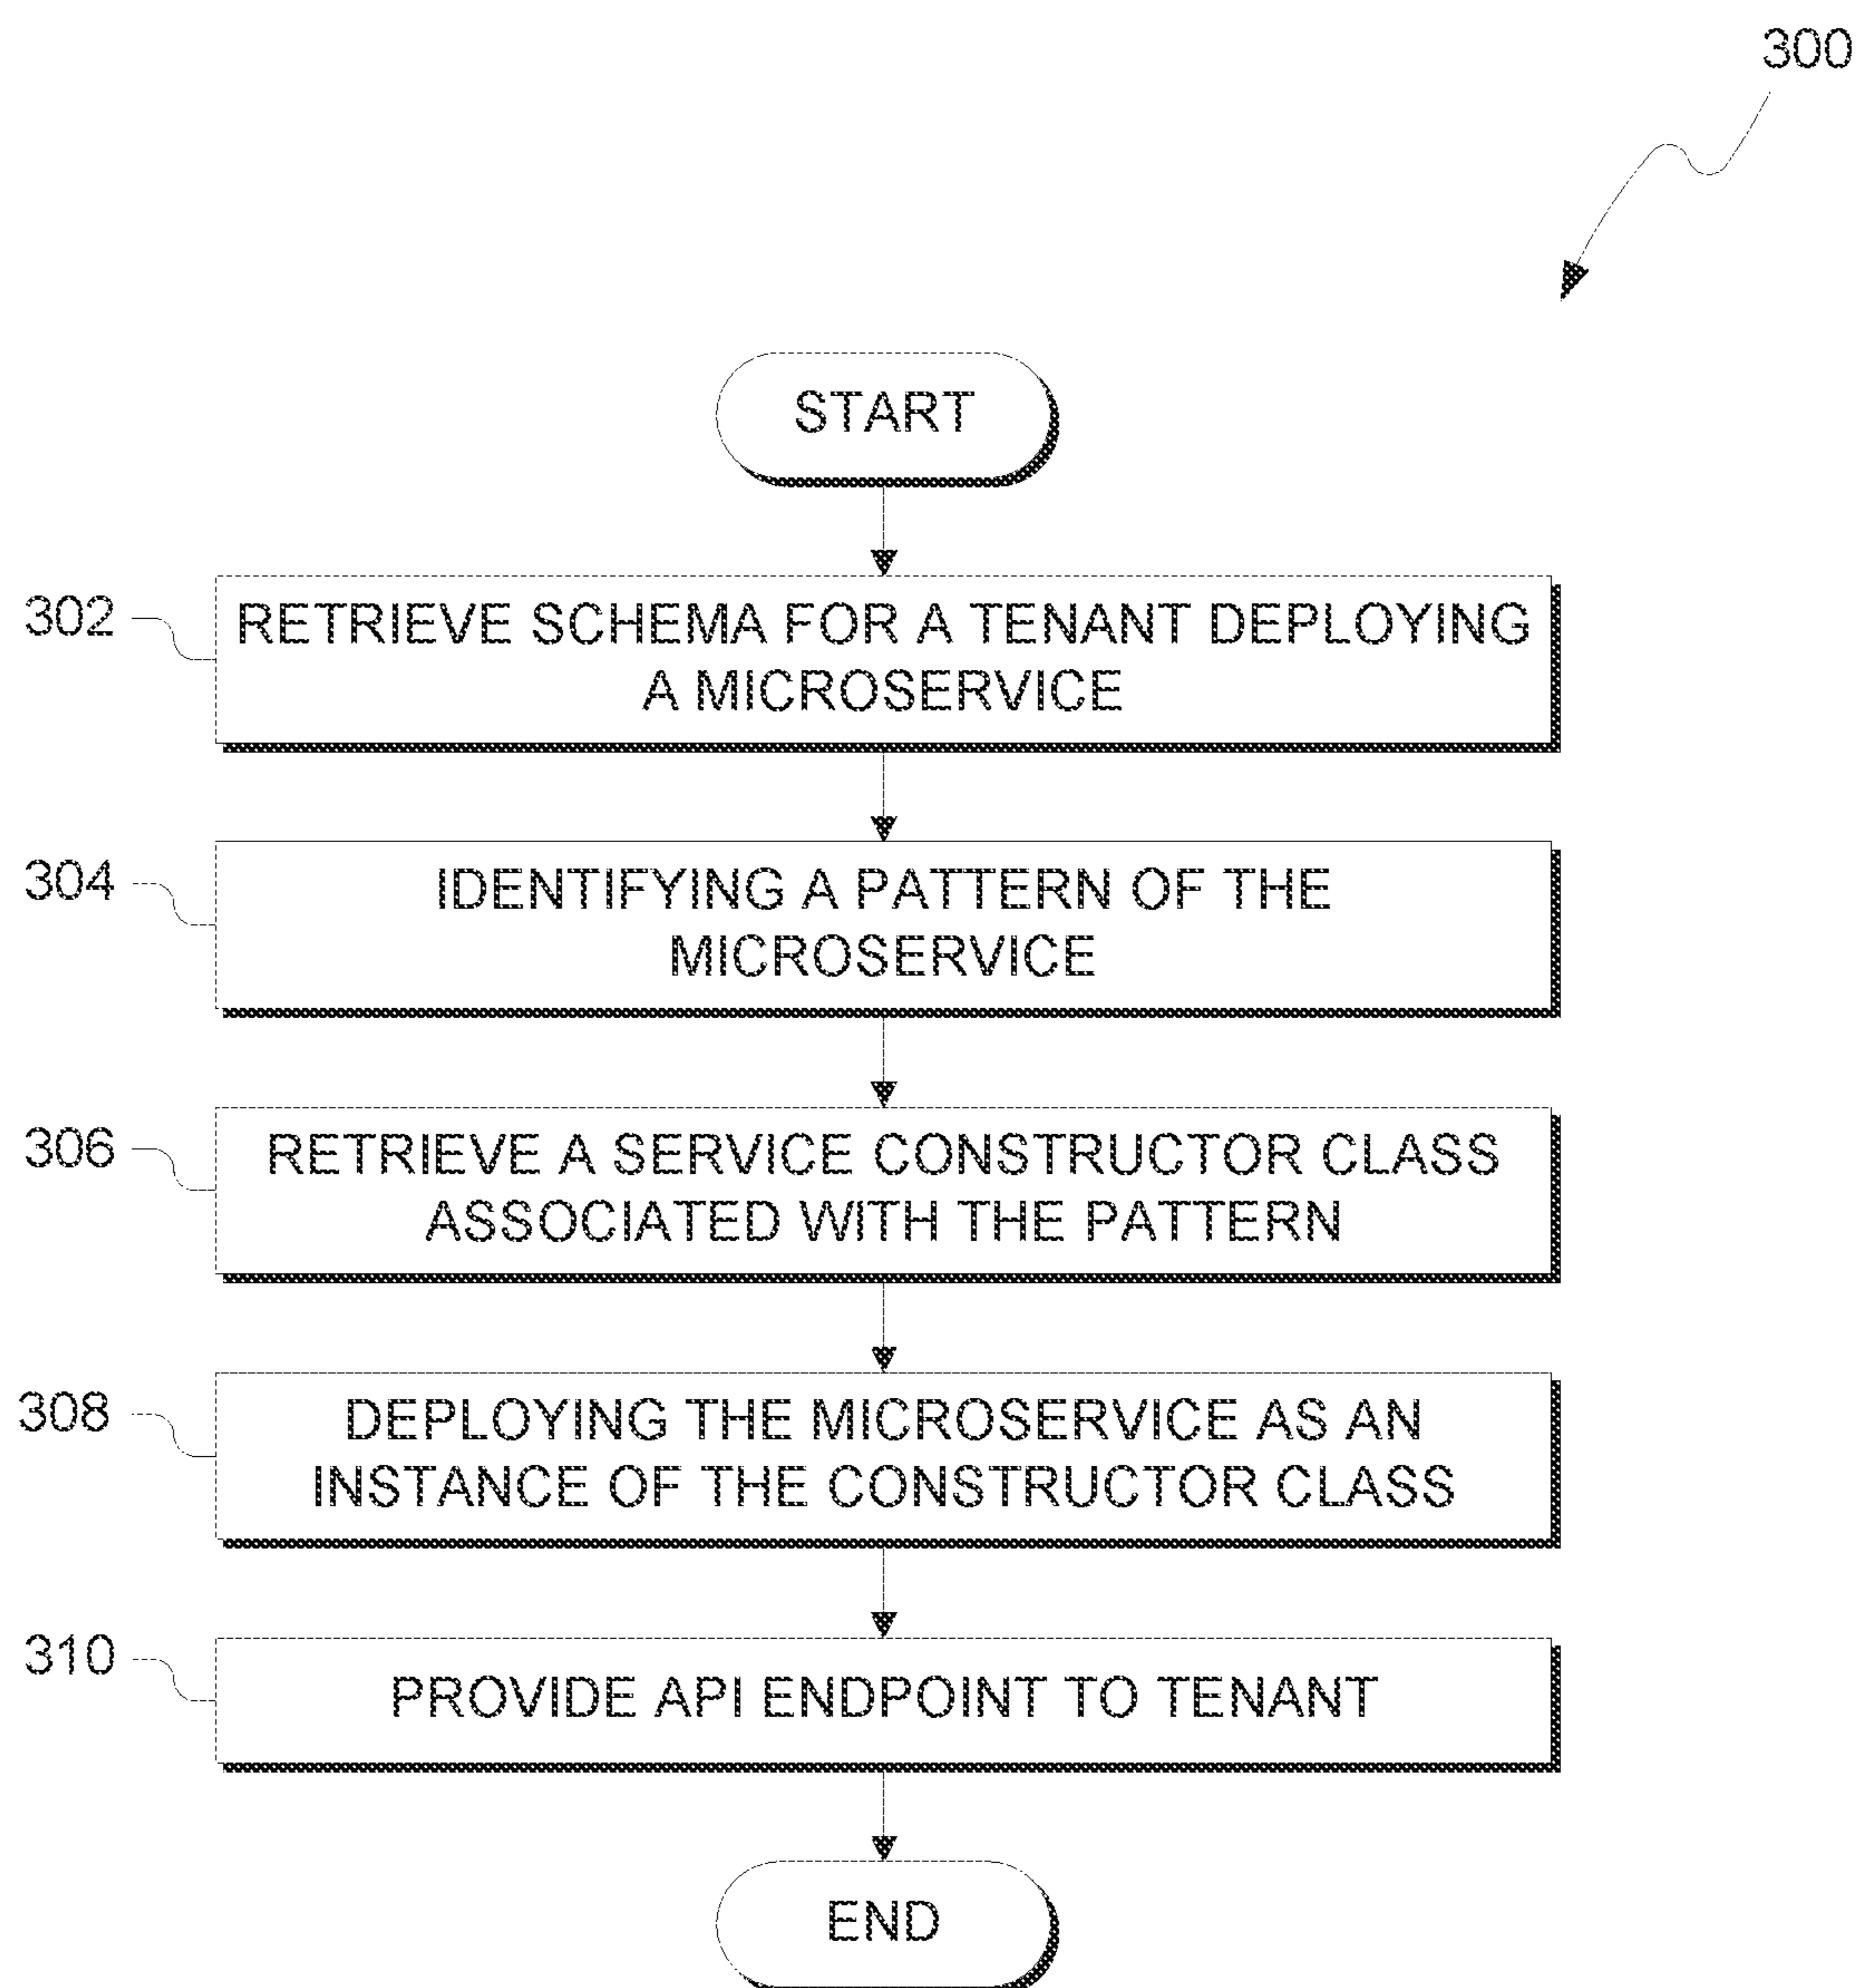 300
START
302
RETRIEVE SCHEMA FOR A TENANT DEPLOYING
A MICROSERVICE
304
IDENTIFYING A PATTERN OF THE
MICROSERVICE
306
RETRIEVE A SERVICE CONSTRUCTOR CLASS
ASSOCIATED WITH THE PATTERN
308
DEPLOYING THE MICROSERVICE AS AN
INSTANCE OF THE CONSTRUCTOR CLASS
310
PROVIDE API ENDPOINT TO TENANT
END